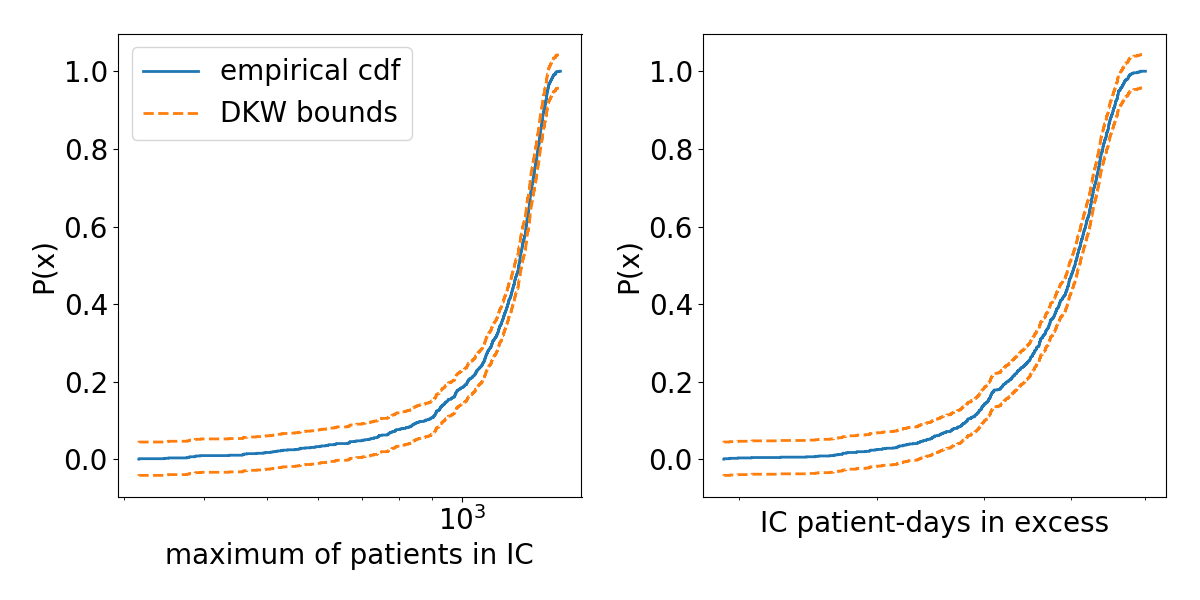 empirical cdf
DKW bounds
P(x)
1.0
0.8
0.6
0.4
0.2
0.0
10³
maximum of patients in IC
P(x)
1.0
0.8
0.6
0.4
0.2
0.0
IC patient-days in excess